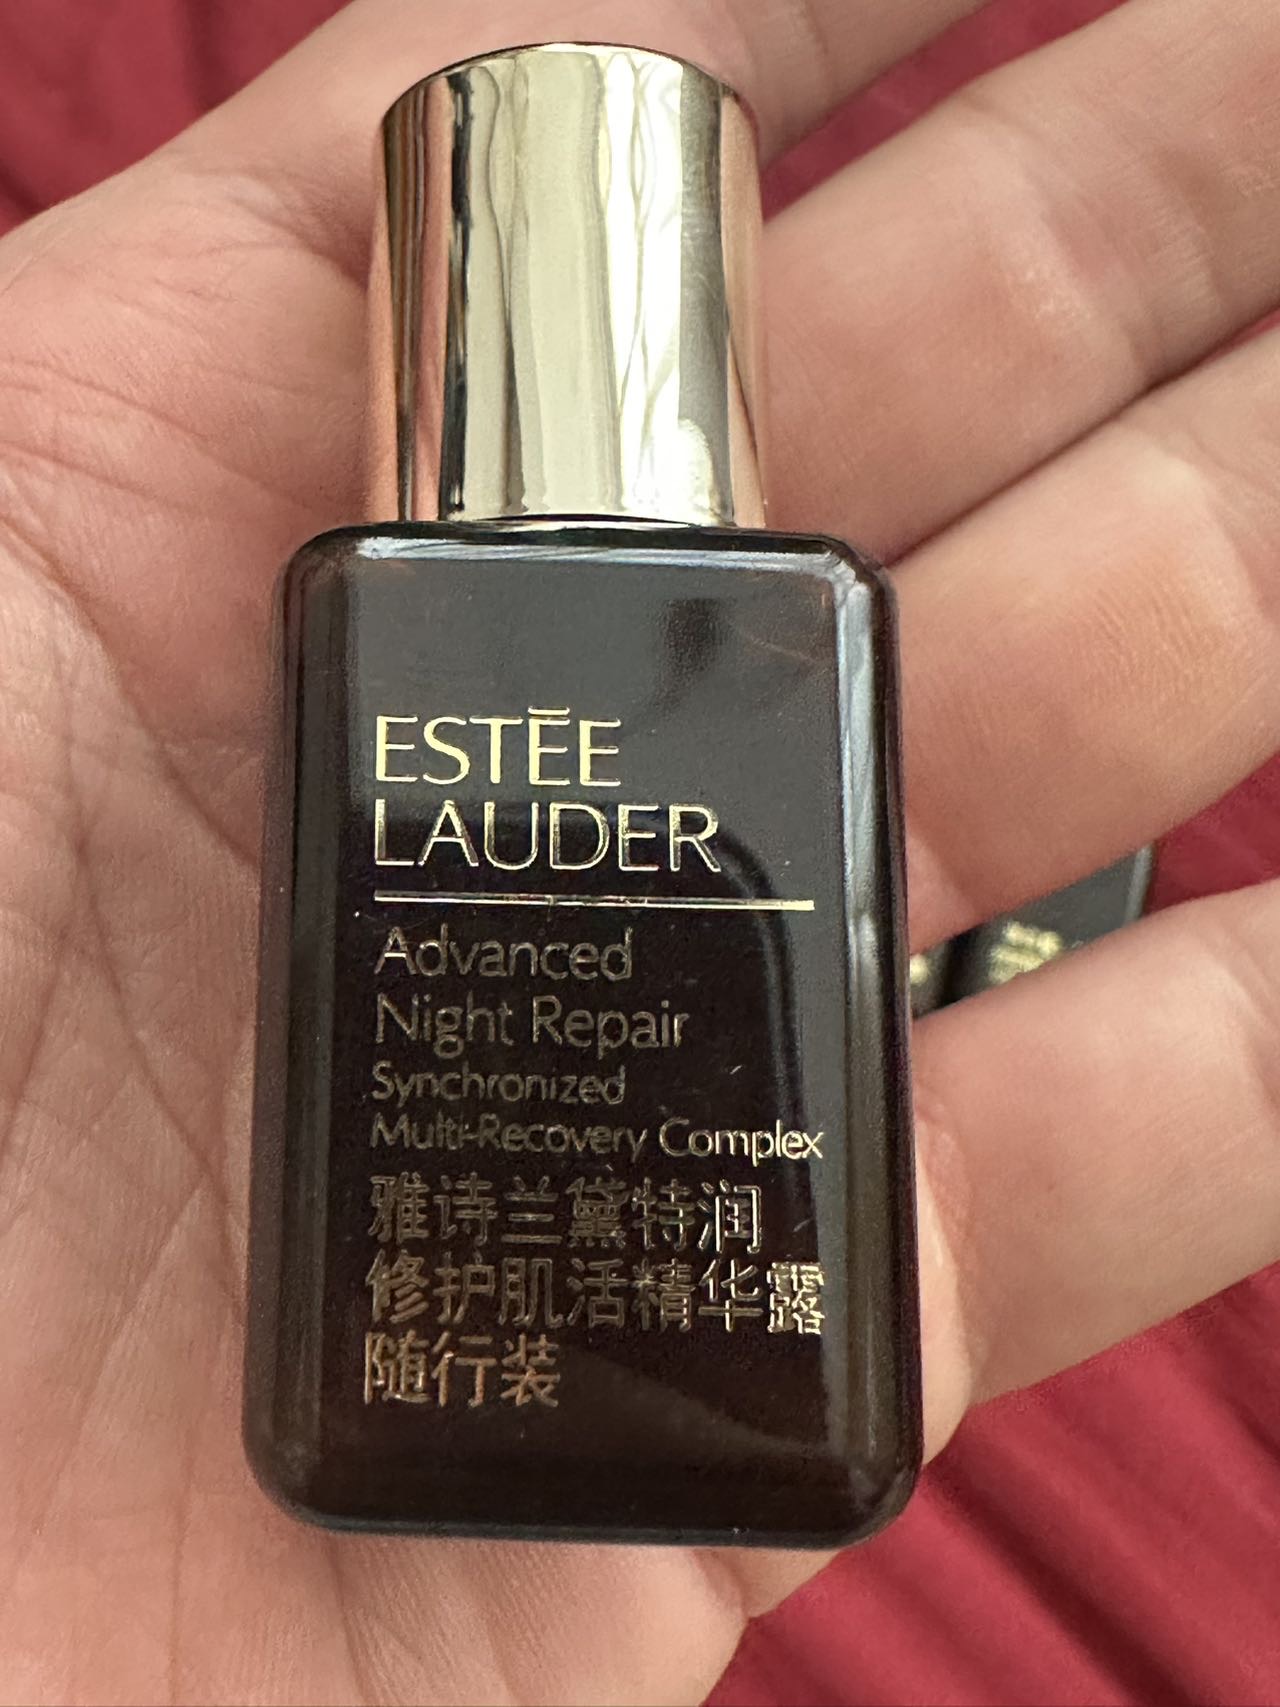 ESTĒE
LAUDER
Advanced
Night Repair
Synchronized
Multi-Recovery Complex
雅诗兰黛特润
修护肌活精华露
随行装